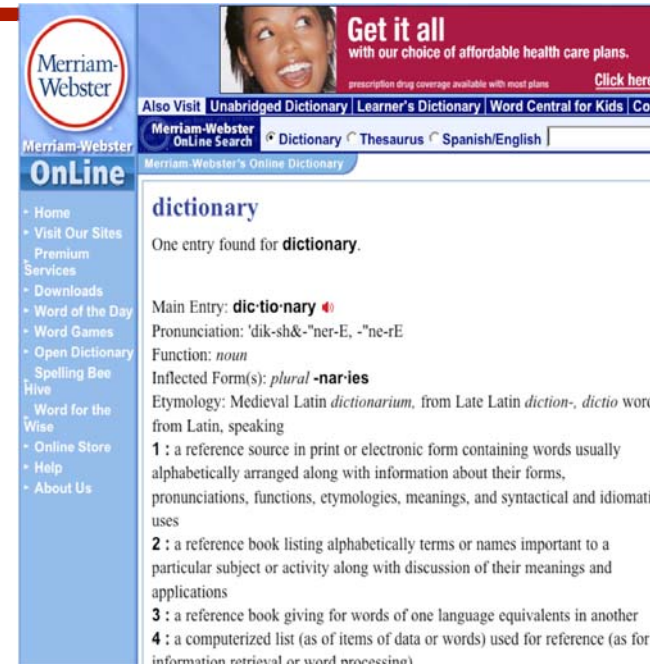 Merriam-
Webster
Merriam-Webster
OnLine
Get it all
with our choice of affordable health care plans.
prescription drug coverage available with most plans
Click here
Also Visit Unabridged Dictionary Learner's Dictionary Word Central for Kids Co
Merriam-Webster
OnLine Search
Dictionary Thesaurus Spanish/English
Merriam-Webster's Online Dictionary
Home
Visit Our Sites
Premium
Services
Downloads
Word of the Day
Word Games
Open Dictionary
Spelling Bee
Hive
Word for the
Wise
Online Store
Help
About Us
dictionary
One entry found for dictionary.
Main Entry: dic·tio·nary
Pronunciation: 'dik-sh&-"ner-E, -"ne-rE
Function: noun
Inflected Form(s): plural -nar·ies
Etymology: Medieval Latin dictionarium, from Late Latin diction-, dictio word
from Latin, speaking
1 : a reference source in print or electronic form containing words usually
alphabetically arranged along with information about their forms,
pronunciations, functions, etymologies, meanings, and syntactical and idiomati
uses
2 : a reference book listing alphabetically terms or names important to a
particular subject or activity along with discussion of their meanings and
applications
3 : a reference book giving for words of one language equivalents in another
4 : a computerized list (as of items of data or words) used for reference (as for
information retrieval or word processing)